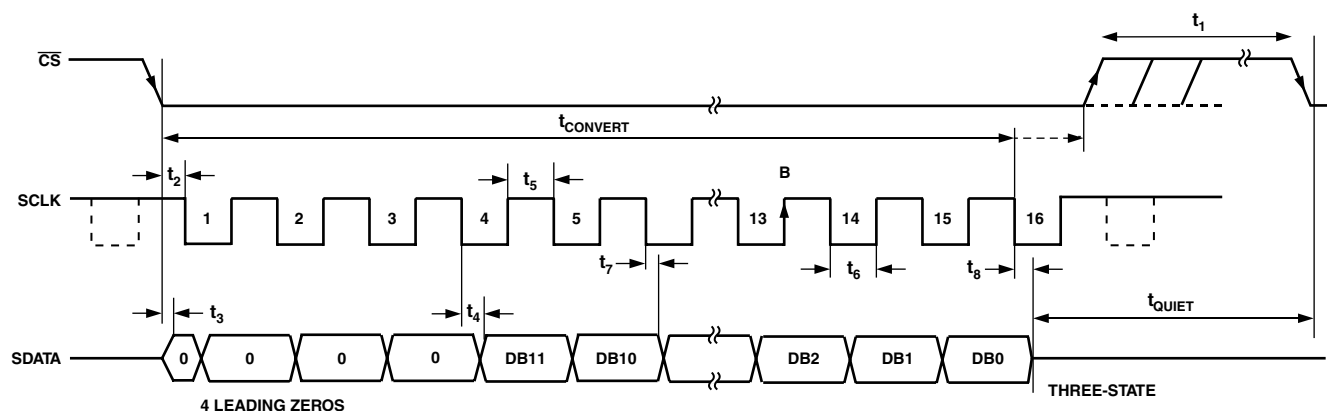 t1
CS
tCONVERT
t2
t5
B
SCLK
1
2
3
4
5
13
14
15
16
t7
t6
t8
t3
t4
tQUIET
SDATA
0
0
0
0
DB11
DB10
DB2
DB1
DB0
THREE-STATE
4 LEADING ZEROS